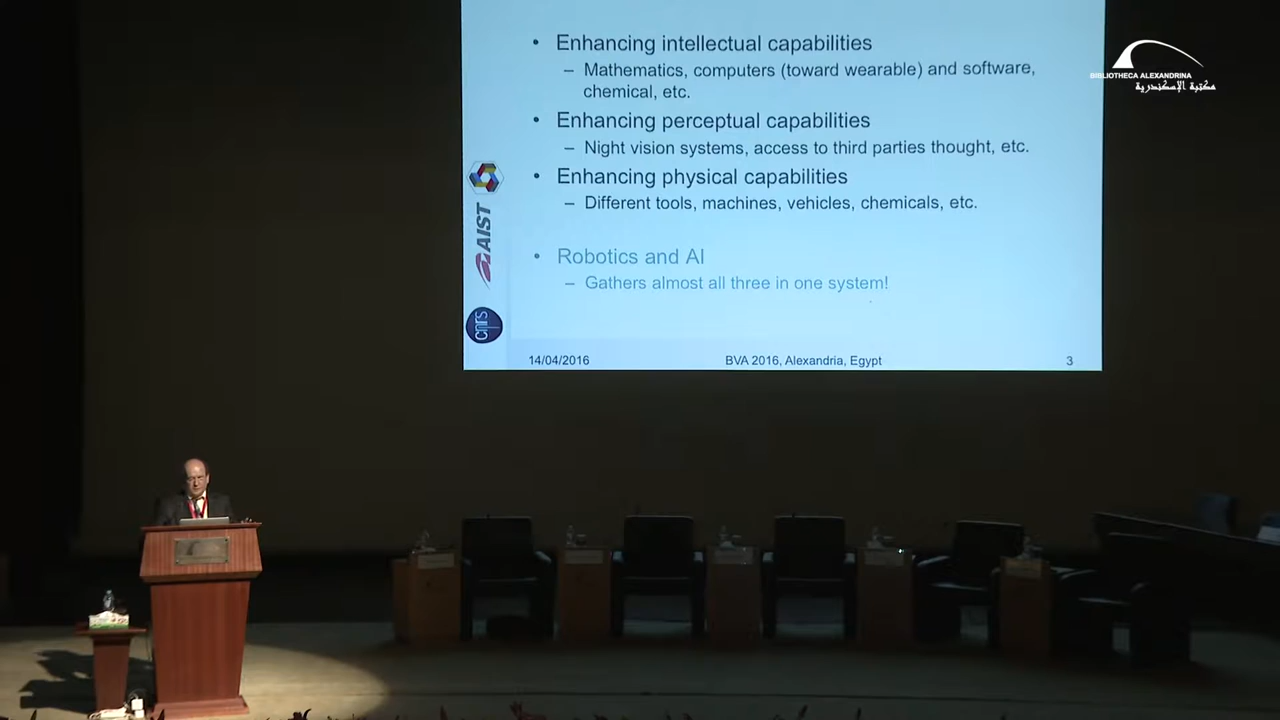 • Enhancing intellectual capabilities
– Mathematics, computers (toward wearable) and software,
chemical, etc.
• Enhancing perceptual capabilities
– Night vision systems, access to third parties thought, etc.
• Enhancing physical capabilities
– Different tools, machines, vehicles, chemicals, etc.
• Robotics and AI
– Gathers almost all three in one system!
AIST
cnrs
14/04/2016
BVA 2016, Alexandria, Egypt
3
BIBLIOTHECA ALEXANDRINA
مكتبة الإسكندرية